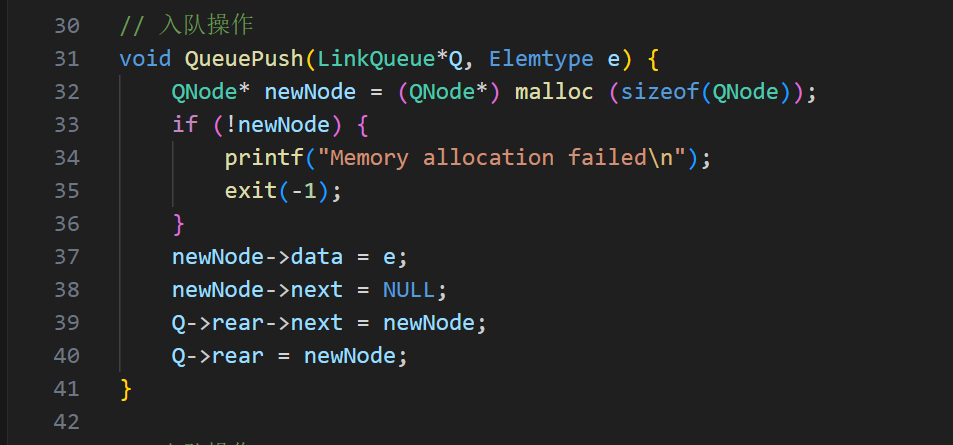 30 // 入队操作
31 void QueuePush(LinkQueue*Q, Elemtype e) {
32     QNode* newNode = (QNode*) malloc (sizeof(QNode));
33     if (!newNode) {
34         printf("Memory allocation failed\n");
35         exit(-1);
36     }
37     newNode->data = e;
38     newNode->next = NULL;
39     Q->rear->next = newNode;
40     Q->rear = newNode;
41 }
42